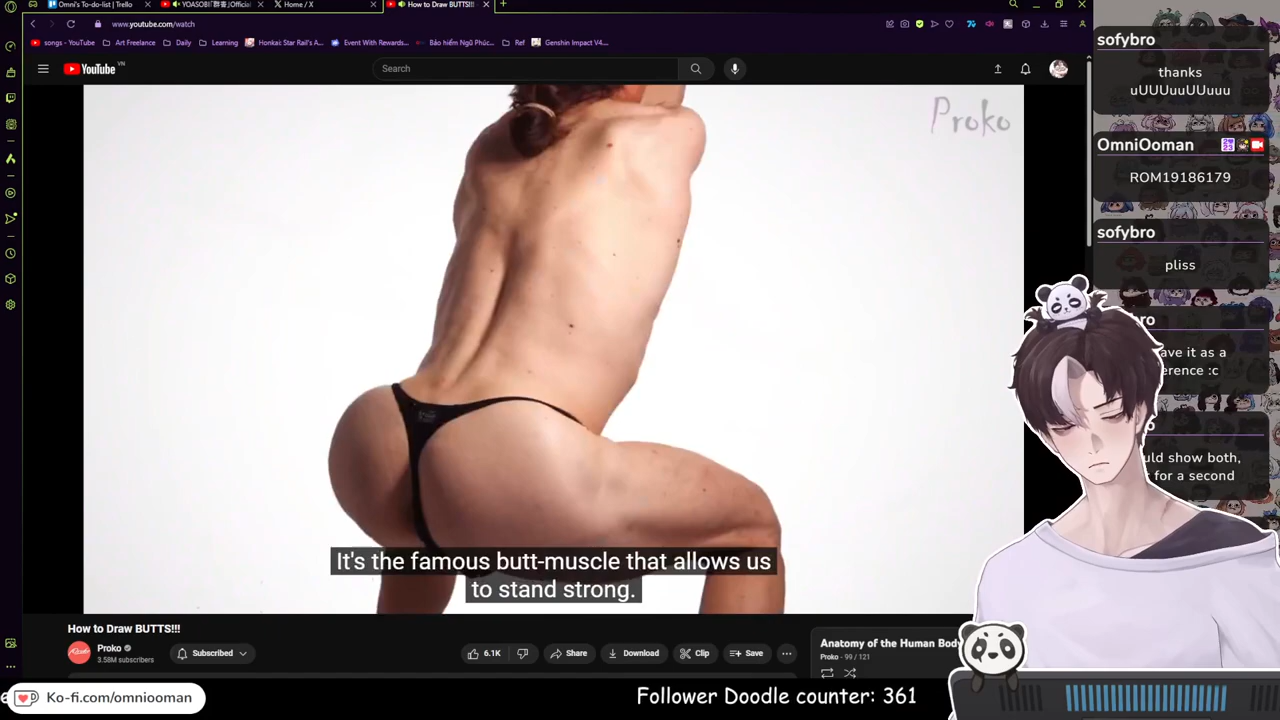 Omni's To-do-list | Trello
YOASOBI「群青」Official
Home / X
How to Draw BUTTS!!!
www.youtube.com/watch
songs - YouTube
Art Freelance
Daily
Learning
Honkai: Star Rail's A...
Event With Rewards...
Bảo hiểm Ngũ Phúc...
Ref
Genshin Impact V4...
YouTube VN
Search
Proko
It's the famous butt-muscle that allows us
to stand strong.
How to Draw BUTTS!!!
Proko
3.58M subscribers
Subscribed
6.1K
Share
Download
Clip
Save
Anatomy of the Human Body
Proko - 99 / 121
Ko-fi.com/omniooman
Follower Doodle counter: 361
sofybro
thanks
uUUUuuUUuuu
OmniOoman
ROM19186179
sofybro
pliss
ave it as a
erence :c
uld show both,
t for a second